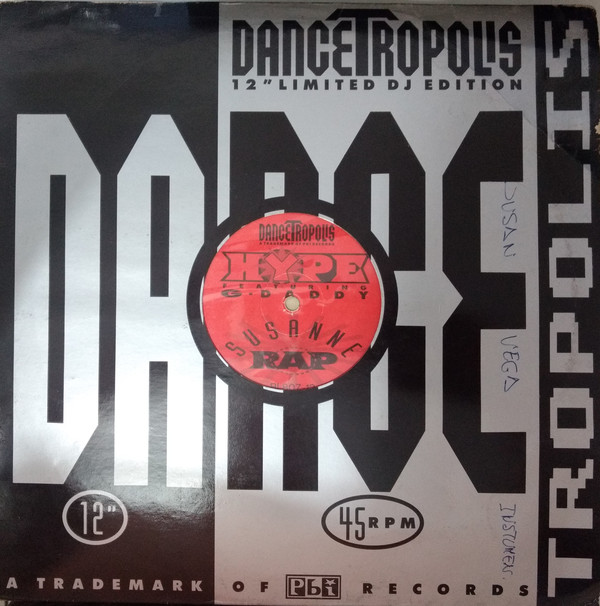 DANCETROPOLIS
12" LIMITED DJ EDITION
DANCE
TROPOLIS
DANCETROPOLIS
HYPE
FEATURING
G·DADDY
SUSANNE
RAP
SUSAN VEGA
12"
45 RPM
A TRADEMARK OF PBI RECORDS